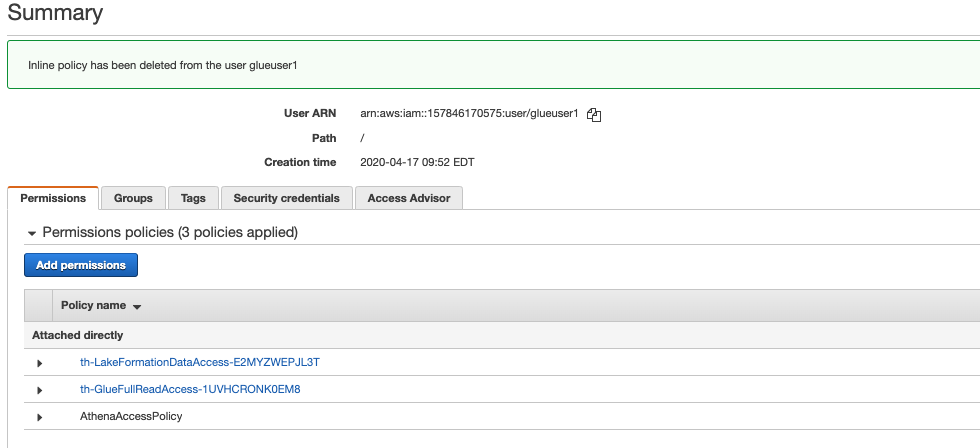 Summary
Inline policy has been deleted from the user glueuser1
User ARN arn:aws:iam::157846170575:user/glueuser1
Path /
Creation time 2020-04-17 09:52 EDT
Permissions Groups Tags Security credentials Access Advisor
Permissions policies (3 policies applied)
Add permissions
Policy name
Attached directly
th-LakeFormationDataAccess-E2MYZWEPJL3T
th-GlueFullReadAccess-1UVHCRONK0EM8
AthenaAccessPolicy